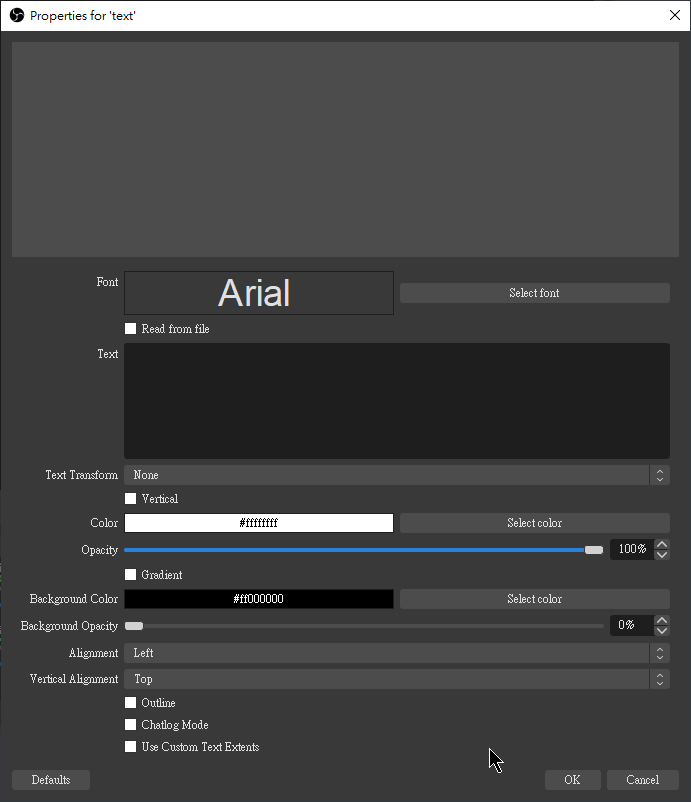 Properties for 'text'
Font
Arial
Select font
Read from file
Text
Text Transform
None
Vertical
Color
#ffffffff
Select color
Opacity
100%
Gradient
Background Color
#ff000000
Select color
Background Opacity
0%
Alignment
Left
Vertical Alignment
Top
Outline
Chatlog Mode
Use Custom Text Extents
Defaults
OK
Cancel